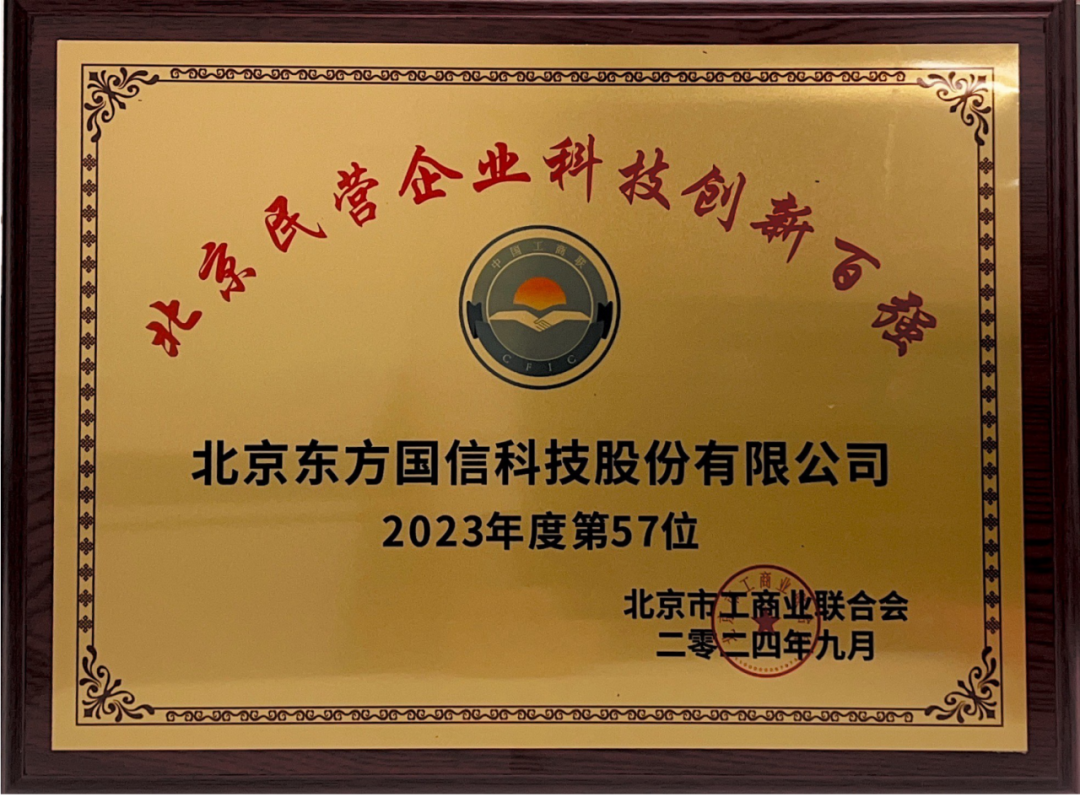 北京民营企业科技创新百强
中国工商联
CFIC
北京东方国信科技股份有限公司
2023年度第57位
北京市工商业联合会
二零二四年九月